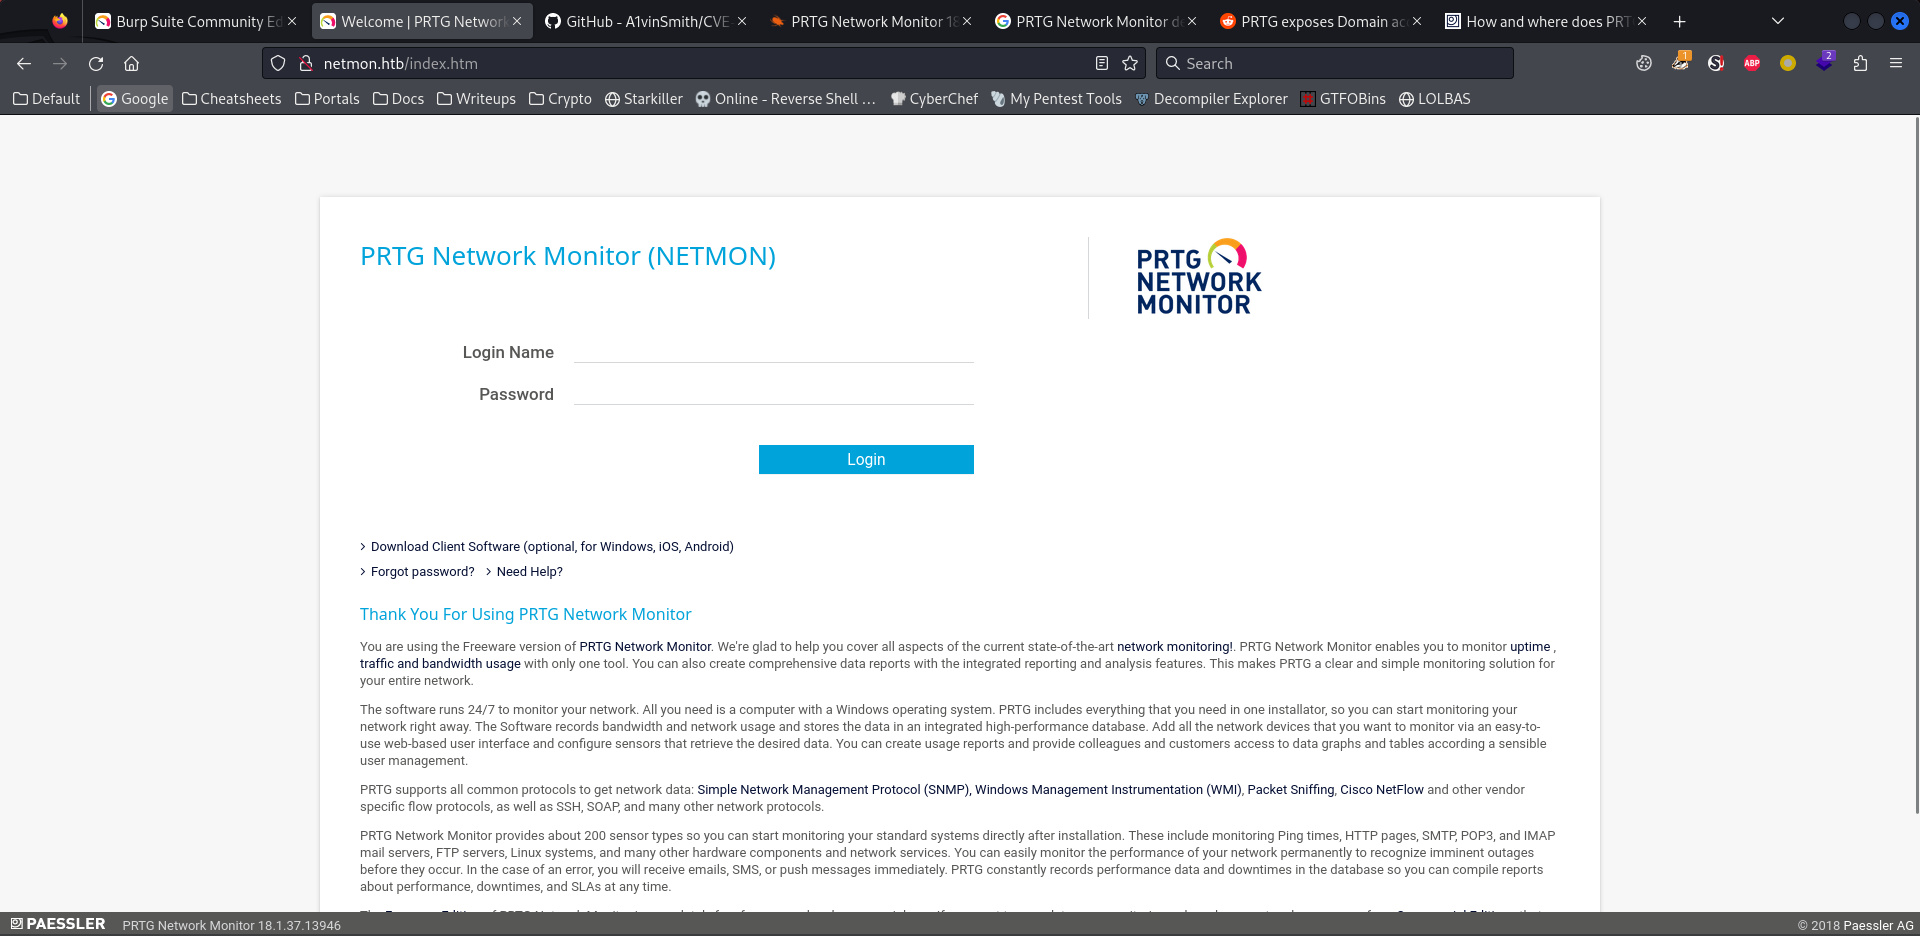 Burp Suite Community Ed
Welcome | PRTG Network
GitHub - A1vinSmith/CVE
PRTG Network Monitor 18
PRTG Network Monitor de
PRTG exposes Domain acc
How and where does PRT
netmon.htb/index.htm
Search
1
ABP
2
Default
Google
Cheatsheets
Portals
Docs
Writeups
Crypto
Starkiller
Online - Reverse Shell ...
CyberChef
My Pentest Tools
Decompiler Explorer
GTFOBins
LOLBAS
PRTG Network Monitor (NETMON)
PRTG
NETWORK
MONITOR
Login Name
Password
Login
Download Client Software (optional, for Windows, iOS, Android)
Forgot password? Need Help?
Thank You For Using PRTG Network Monitor
You are using the Freeware version of PRTG Network Monitor. We're glad to help you cover all aspects of the current state-of-the-art network monitoring!. PRTG Network Monitor enables you to monitor uptime ,
traffic and bandwidth usage with only one tool. You can also create comprehensive data reports with the integrated reporting and analysis features. This makes PRTG a clear and simple monitoring solution for
your entire network.
The software runs 24/7 to monitor your network. All you need is a computer with a Windows operating system. PRTG includes everything that you need in one installator, so you can start monitoring your
network right away. The Software records bandwidth and network usage and stores the data in an integrated high-performance database. Add all the network devices that you want to monitor via an easy-to-
use web-based user interface and configure sensors that retrieve the desired data. You can create usage reports and provide colleagues and customers access to data graphs and tables according a sensible
user management.
PRTG supports all common protocols to get network data: Simple Network Management Protocol (SNMP), Windows Management Instrumentation (WMI), Packet Sniffing, Cisco NetFlow and other vendor
specific flow protocols, as well as SSH, SOAP, and many other network protocols.
PRTG Network Monitor provides about 200 sensor types so you can start monitoring your standard systems directly after installation. These include monitoring Ping times, HTTP pages, SMTP, POP3, and IMAP
mail servers, FTP servers, Linux systems, and many other hardware components and network services. You can easily monitor the performance of your network permanently to recognize imminent outages
before they occur. In the case of an error, you will receive emails, SMS, or push messages immediately. PRTG constantly records performance data and downtimes in the database so you can compile reports
about performance, downtimes, and SLAs at any time.
PAESSLER PRTG Network Monitor 18.1.37.13946
© 2018 Paessler AG